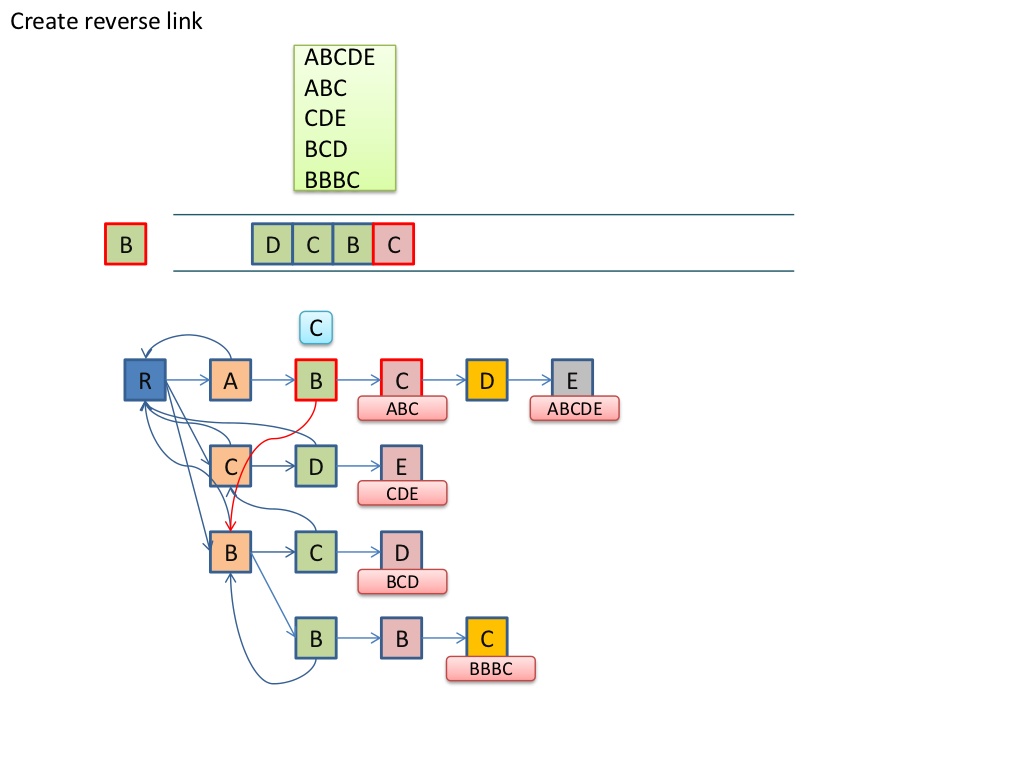 Create reverse link
ABCDE
ABC
CDE
BCD
BBBC
B D C B C
C
R A B C D E
ABC ABCDE
C D E
CDE
B C D
BCD
B B C
BBBC